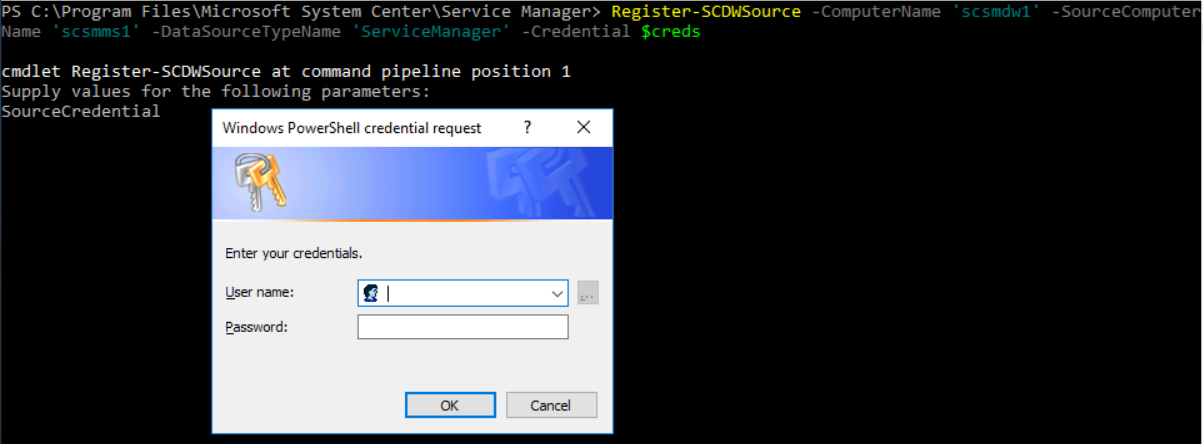 PS C:\Program Files\Microsoft System Center\Service Manager> Register-SCDWSource -ComputerName 'scsmdw1' -SourceComputer
Name 'scsmms1' -DataSourceTypeName 'ServiceManager' -Credential $creds
cmdlet Register-SCDWSource at command pipeline position 1
Supply values for the following parameters:
SourceCredential
Windows PowerShell credential request ?
Enter your credentials.
User name:
...
Password:
OK Cancel